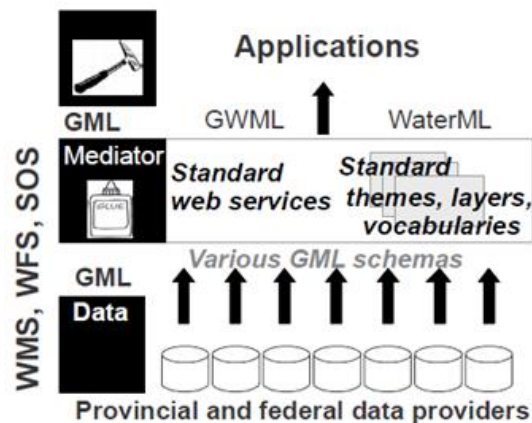 Applications
GML
GWML
WaterML
Mediator
GLUE
Standard
web services
Standard
themes, layers,
vocabularies
WMS, WFS, SOS
Various GML schemas
GML
Data
Provincial and federal data providers